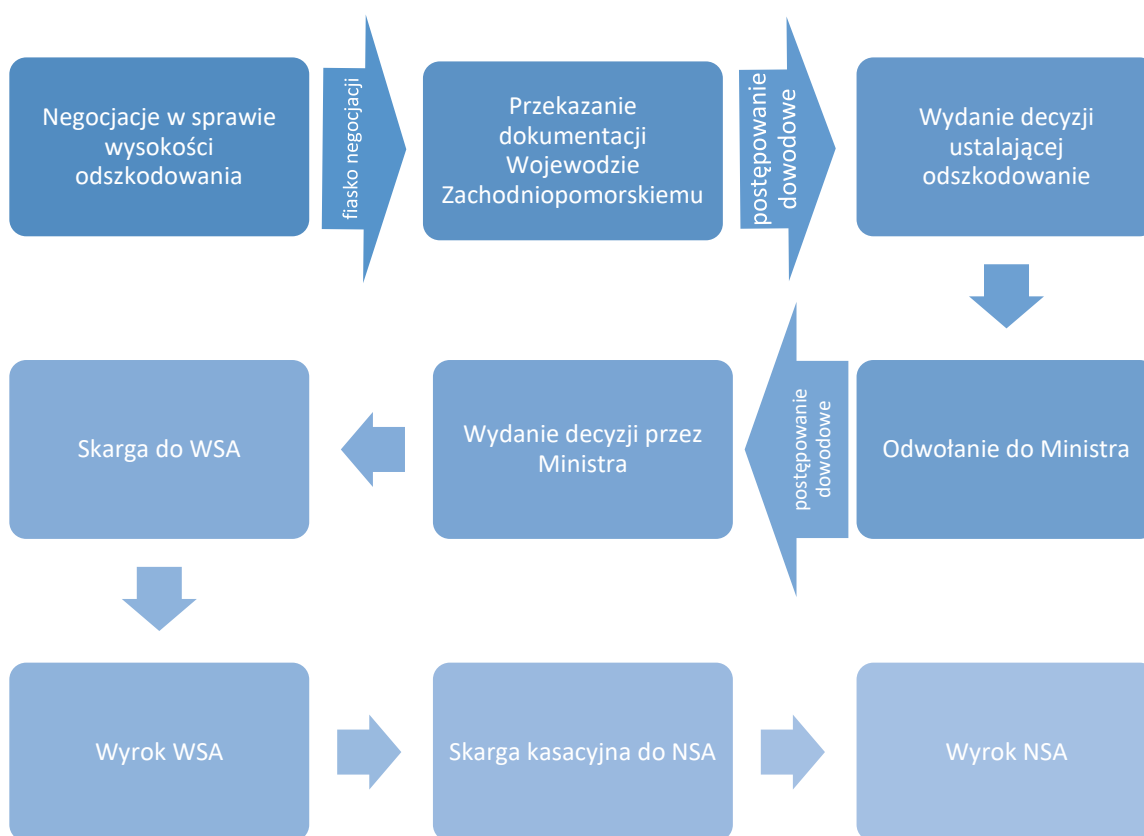 Negocjacje w sprawie
wysokości
odszkodowania
fiasko negocjacji
Przekazanie
dokumentacji
Wojewodzie
Zachodniopomorskiemu
postępowanie
dowodowe
Wydanie decyzji
ustalającej
odszkodowanie
Odwołanie do Ministra
postępowanie
dowodowe
Wydanie decyzji przez
Ministra
Skarga do WSA
Wyrok WSA
Skarga kasacyjna do NSA
Wyrok NSA